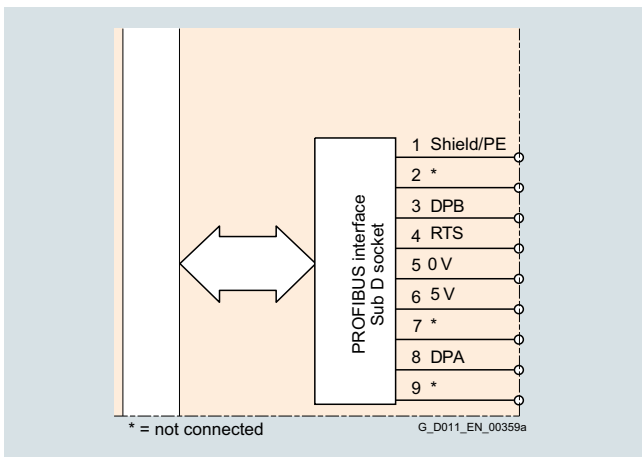 PROFIBUS interface
Sub D socket
1 Shield/PE
2 *
3 DPB
4 RTS
5 0 V
6 5 V
7 *
8 DPA
9 *
* = not connected
G_D011_EN_00359a